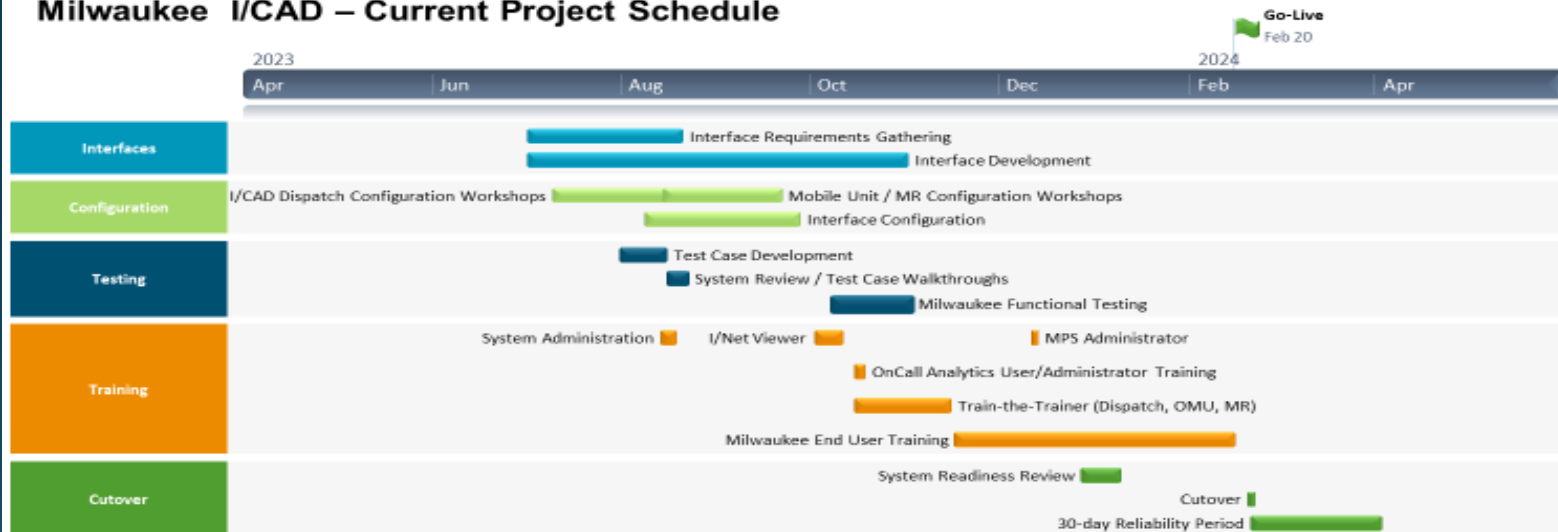 Milwaukee I/CAD – Current Project Schedule
Go-Live
Feb 20
2023
2024
Apr
Jun
Aug
Oct
Dec
Feb
Apr
Interfaces
Interface Requirements Gathering
Interface Development
Configuration
I/CAD Dispatch Configuration Workshops
Mobile Unit / MR Configuration Workshops
Interface Configuration
Testing
Test Case Development
System Review / Test Case Walkthroughs
Milwaukee Functional Testing
Training
System Administration
I/Net Viewer
MPS Administrator
OnCall Analytics User/Administrator Training
Train-the-Trainer (Dispatch, OMU, MR)
Milwaukee End User Training
Cutover
System Readiness Review
Cutover
30-day Reliability Period